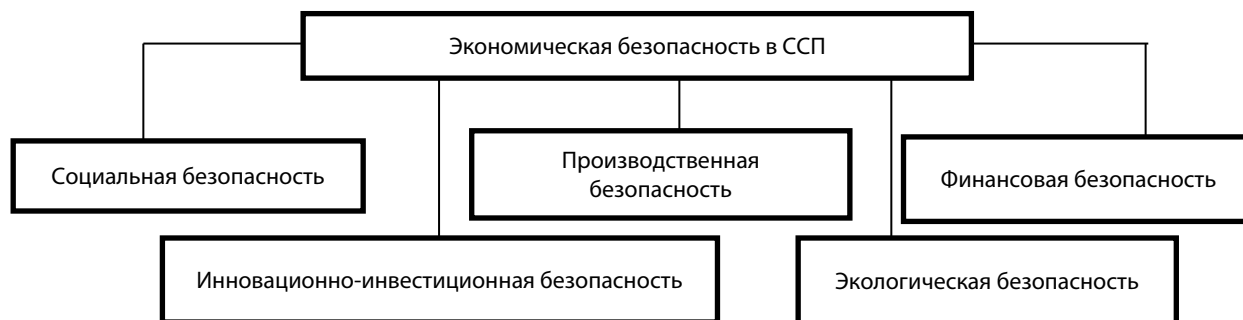 Экономическая безопасность в ССП
Социальная безопасность
Производственная
безопасность
Финансовая безопасность
Инновационно-инвестиционная безопасность
Экологическая безопасность